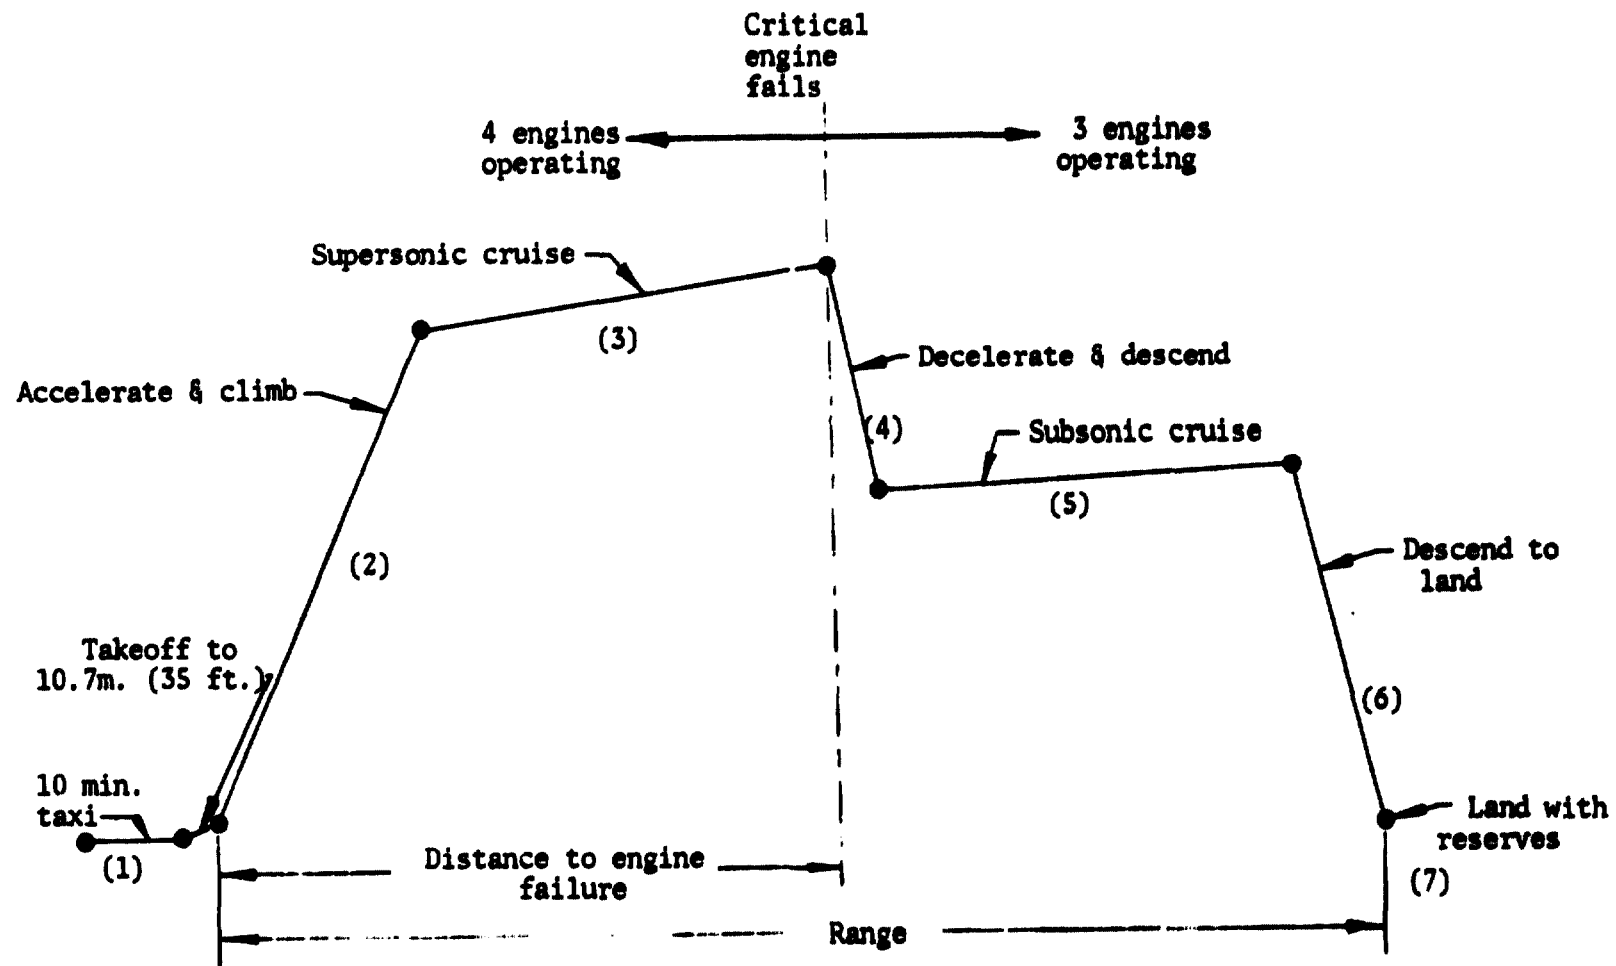 Critical
engine
fails
4 engines
operating
3 engines
operating
Supersonic cruise
(3)
Accelerate & climb
Decelerate & descend
(4)
Subsonic cruise
(5)
(2)
Descend to
land
Takeoff to
10.7m. (35 ft.)
(6)
10 min.
taxi
(1)
Land with
reserves
(7)
Distance to engine
failure
Range